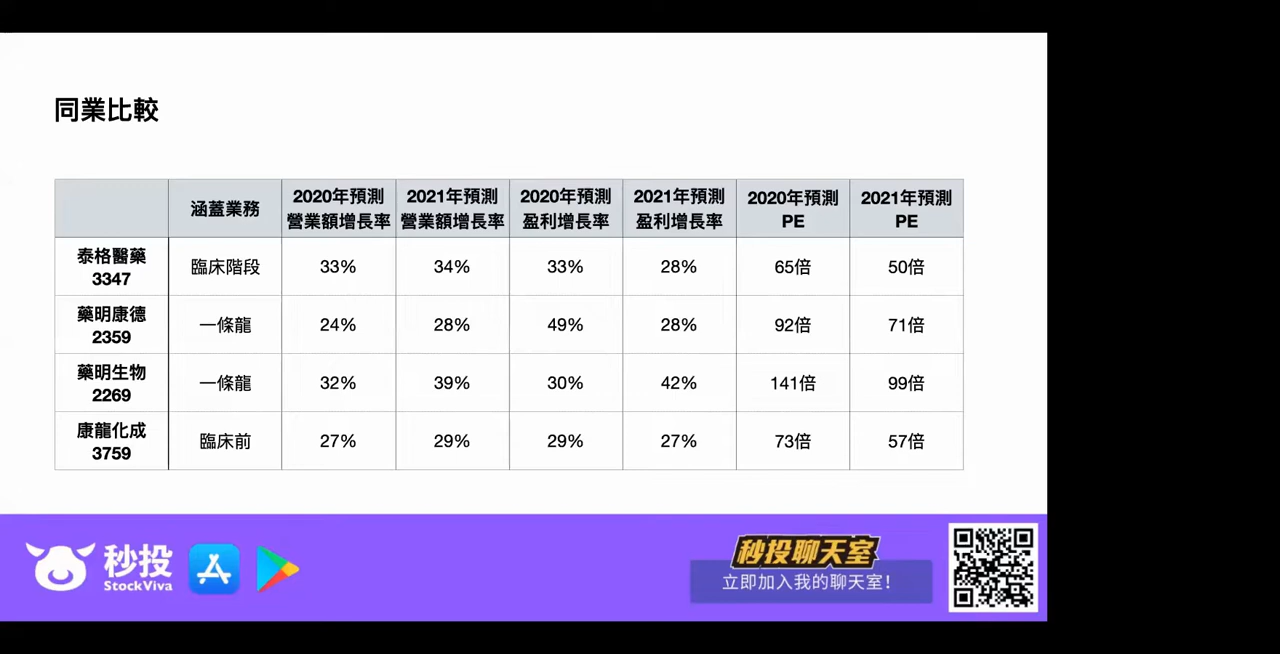 同業比較
涵蓋業務
2020年預測
營業額增長率
2021年預測
營業額增長率
2020年預測
盈利增長率
2021年預測
盈利增長率
2020年預測
PE
2021年預測
PE
泰格醫藥
3347
臨床階段
33%
34%
33%
28%
65倍
50倍
藥明康德
2359
一條龍
24%
28%
49%
28%
92倍
71倍
藥明生物
2269
一條龍
32%
39%
30%
42%
141倍
99倍
康龍化成
3759
臨床前
27%
29%
29%
27%
73倍
57倍
秒投
StockViva
秒投聊天室
立即加入我的聊天室!